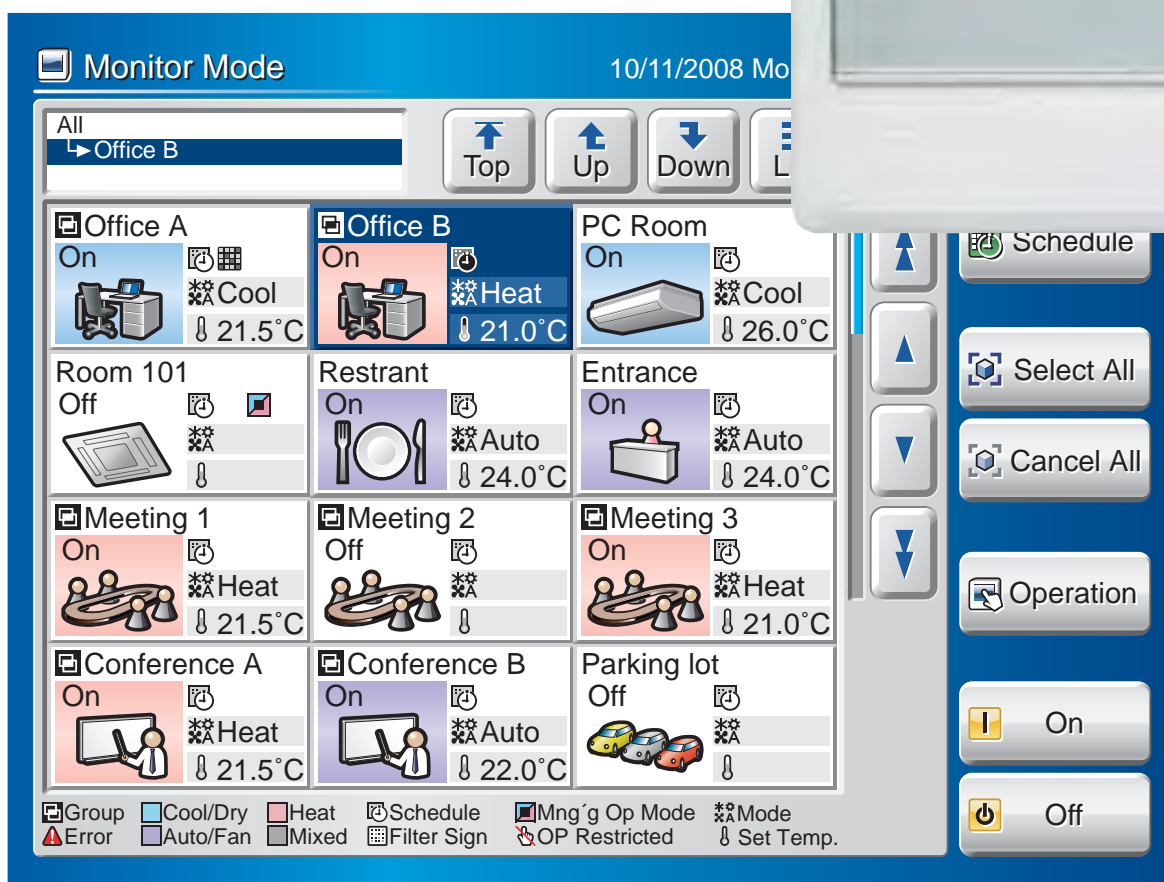 Monitor Mode
10/11/2008
All
Office B
Top
Up
Down
Office A
On
Cool
21.5˚C
Office B
On
Heat
21.0˚C
PC Room
On
Cool
26.0˚C
Room 101
Off
Restrant
On
Auto
24.0˚C
Entrance
On
Auto
24.0˚C
Meeting 1
On
Heat
21.5˚C
Meeting 2
Off
Meeting 3
On
Heat
21.0˚C
Conference A
On
Heat
21.5˚C
Conference B
On
Auto
22.0˚C
Parking lot
Off
Group Cool/Dry Heat Schedule Mng´g Op Mode Mode
Error Auto/Fan Mixed Filter Sign OP Restricted Set Temp.
Schedule
Select All
Cancel All
Operation
On
Off